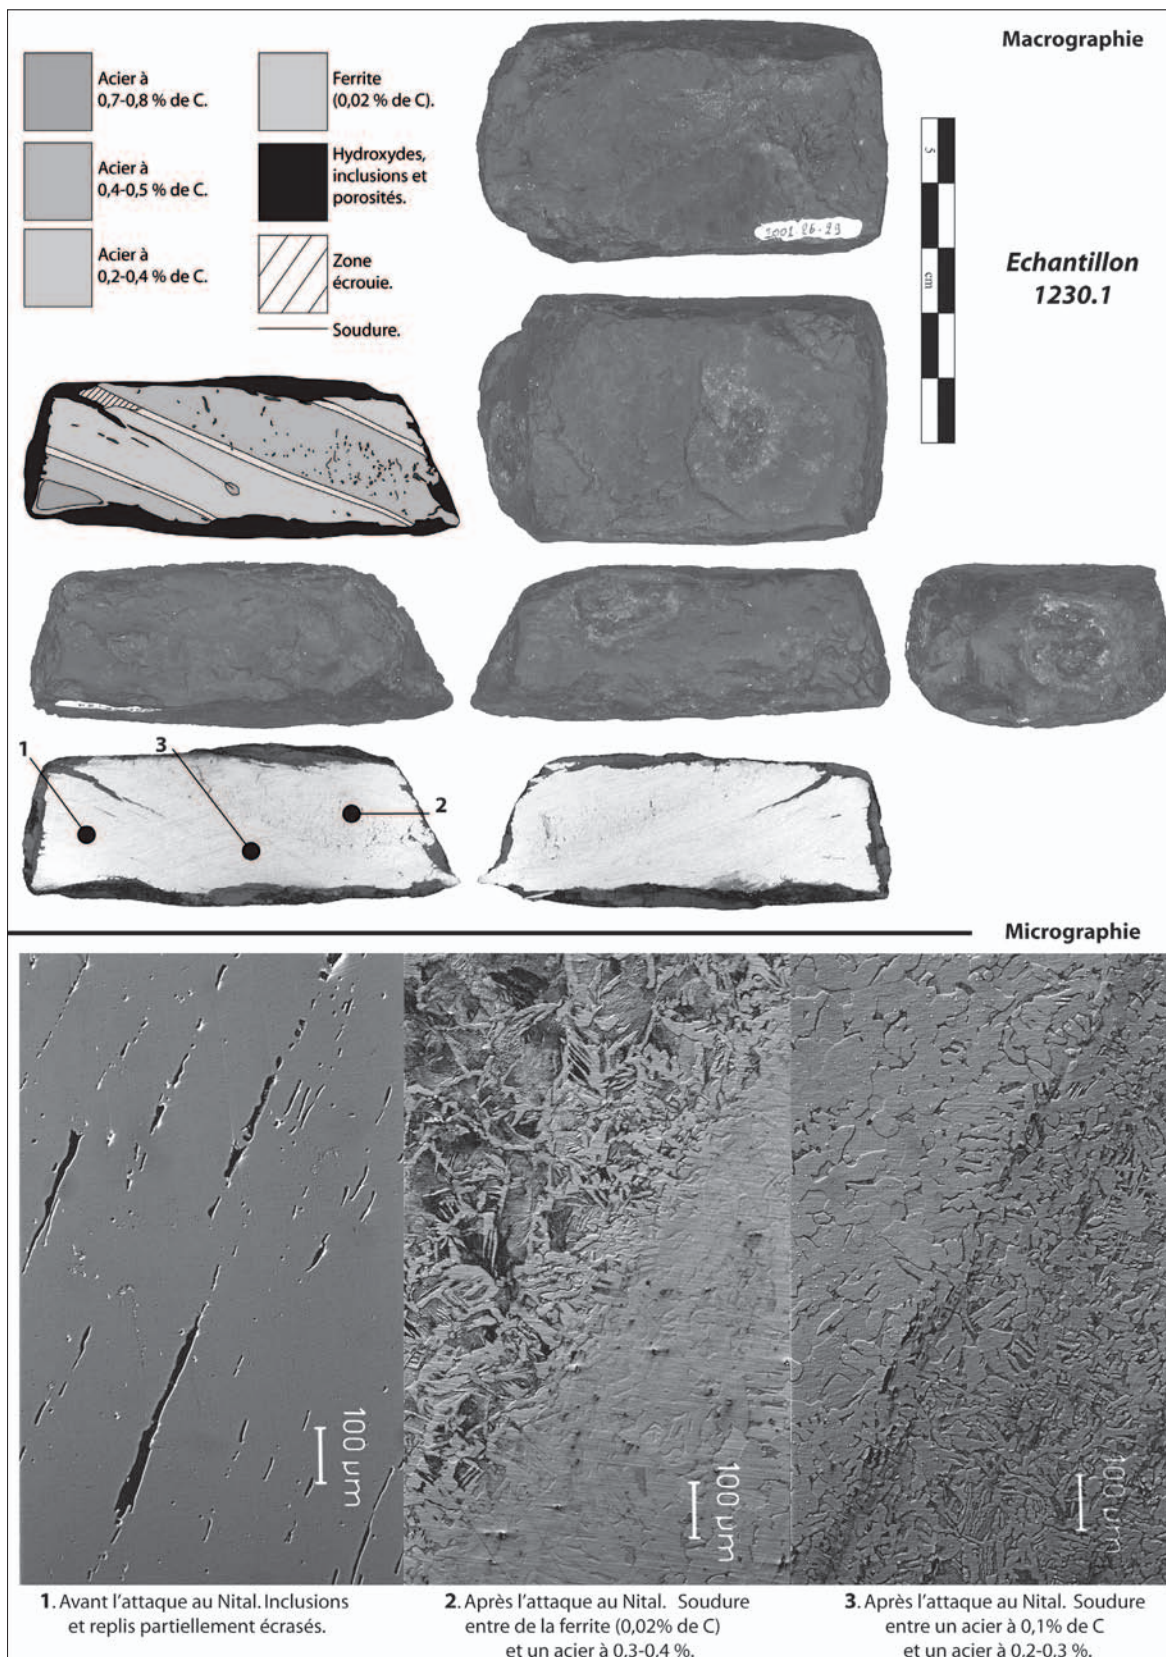 Macrographie
Acier à
0,7-0,8 % de C.
Ferrite
(0,02 % de C).
Acier à
0,4-0,5 % de C.
Hydroxydes,
inclusions et
porosités.
Acier à
0,2-0,4 % de C.
Zone
écrouie.
Soudure.
5
cm
2001.26-29
Echantillon
1230.1
1
3
2
Micrographie
100 µm
100 µm
100 µm
1. Avant l'attaque au Nital. Inclusions
et replis partiellement écrasés.
2. Après l'attaque au Nital. Soudure
entre de la ferrite (0,02% de C)
et un acier à 0,3-0,4 %.
3. Après l'attaque au Nital. Soudure
entre un acier à 0,1% de C
et un acier à 0,2-0,3 %.